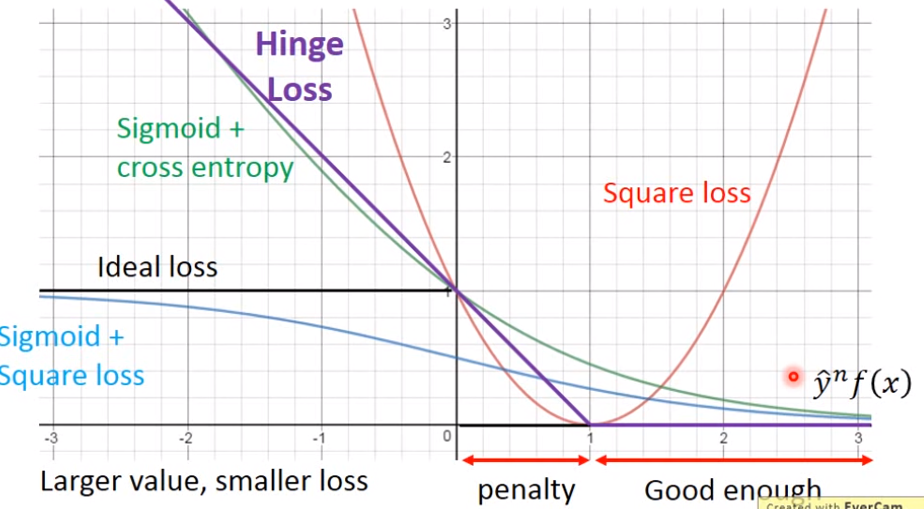 3
Hinge
Loss
Sigmoid +
cross entropy
2
Square loss
Ideal loss
1
Sigmoid +
Square loss
ŷⁿf(x)
-3 -2 -1 0 1 2 3
Larger value, smaller loss
penalty
Good enough
Created with EverCam